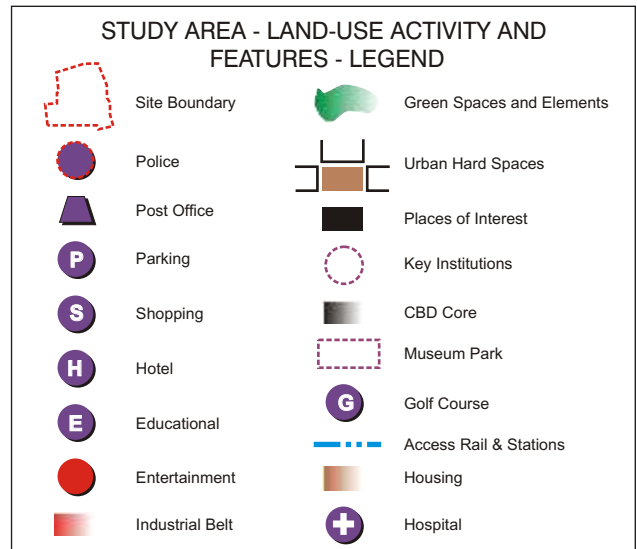 STUDY AREA - LAND-USE ACTIVITY AND
FEATURES - LEGEND
Site Boundary
Police
Post Office
P Parking
S Shopping
H Hotel
E Educational
Entertainment
Industrial Belt
Green Spaces and Elements
Urban Hard Spaces
Places of Interest
Key Institutions
CBD Core
Museum Park
G Golf Course
Access Rail & Stations
Housing
Hospital